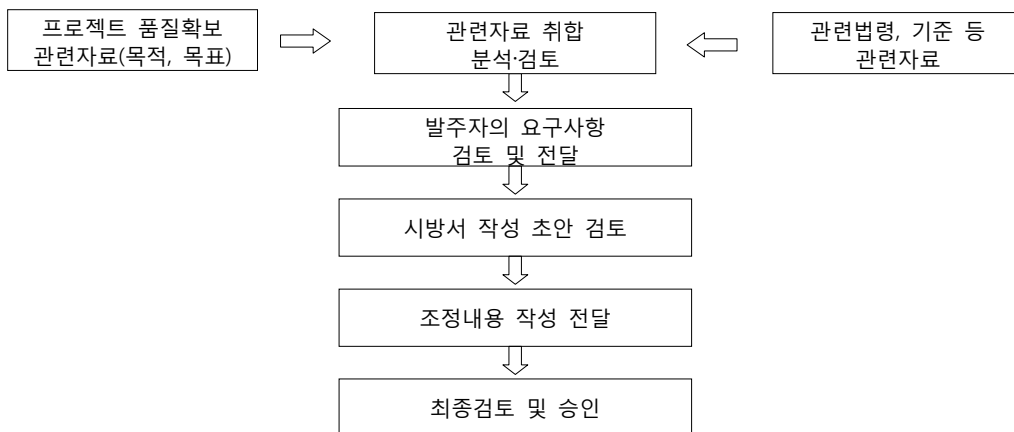 프로젝트 품질확보
관련자료(목적, 목표)
관련자료 취합
분석·검토
관련법령, 기준 등
관련자료
발주자의 요구사항
검토 및 전달
시방서 작성 초안 검토
조정내용 작성 전달
최종검토 및 승인